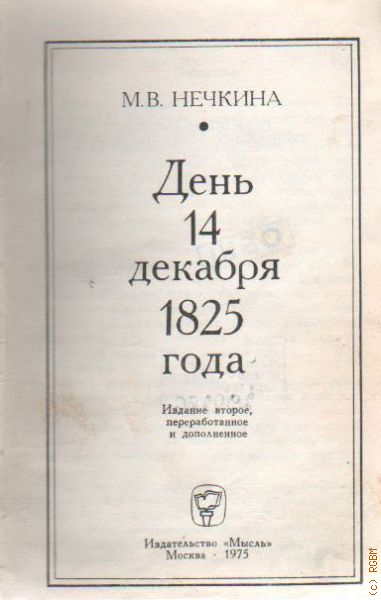 М.В. НЕЧКИНА
•
День
14
декабря
1825
года
Издание второе,
переработанное
и дополненное
Издательство «Мысль»
Москва · 1975
(c) RGBM